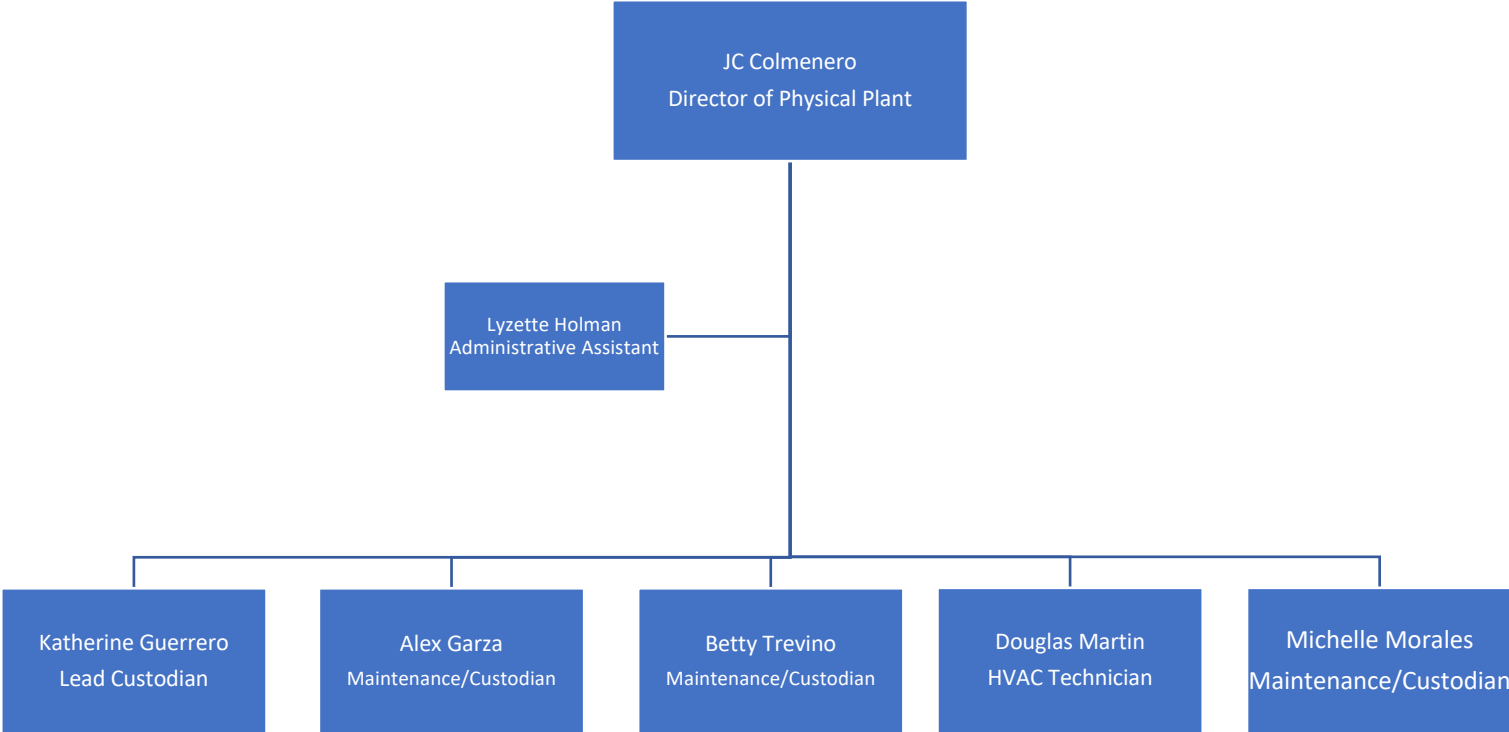 JC Colmenero
Director of Physical Plant
Lyzette Holman
Administrative Assistant
Katherine Guerrero
Lead Custodian
Alex Garza
Maintenance/Custodian
Betty Trevino
Maintenance/Custodian
Douglas Martin
HVAC Technician
Michelle Morales
Maintenance/Custodian